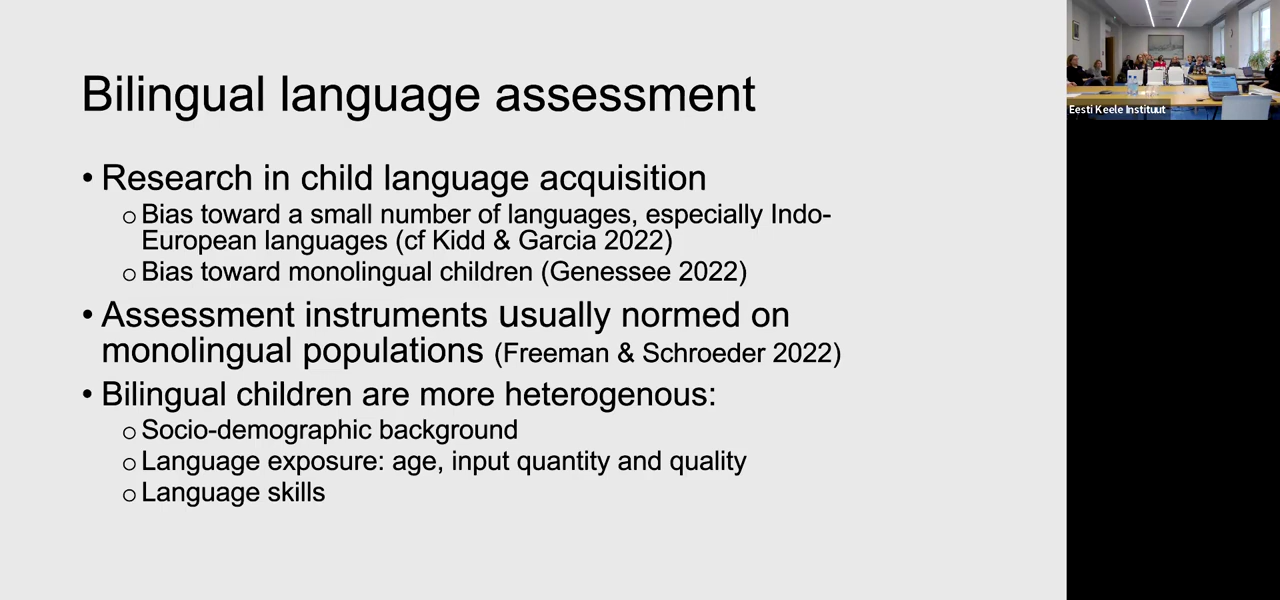 Bilingual language assessment
• Research in child language acquisition
o Bias toward a small number of languages, especially Indo-
European languages (cf Kidd & Garcia 2022)
o Bias toward monolingual children (Genessee 2022)
• Assessment instruments usually normed on
monolingual populations (Freeman & Schroeder 2022)
• Bilingual children are more heterogenous:
o Socio-demographic background
o Language exposure: age, input quantity and quality
o Language skills
Eesti Keele Instituut